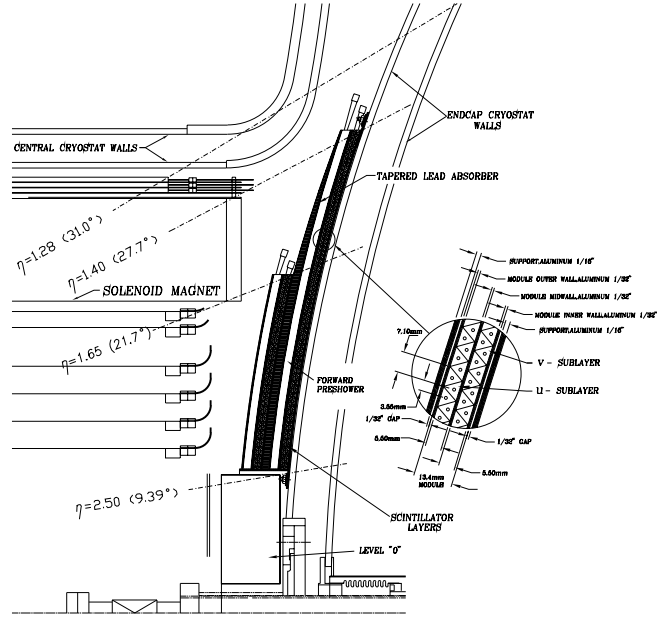 ENDCAP CRYOSTAT
WALLS
CENTRAL CRYOSTAT WALLS
TAPERED LEAD ABSORBER
η=1.28 (31.0°)
η=1.40 (27.7°)
SOLENOID MAGNET
η=1.65 (21.7°)
SUPPORT,ALUMINUM 1/16"
MODULE OUTER WALL,ALUMINUM 1/32"
MODULE MIDWALL,ALUMINUM 1/32"
MODULE INNER WALL,ALUMINUM 1/32"
SUPPORT,ALUMINUM 1/16"
7.10mm
V - SUBLAYER
U - SUBLAYER
FORWARD
PRESHOWER
3.55mm
1/32" GAP
5.50mm
1/32" GAP
13.4mm
MODULE
5.50mm
η=2.50 (9.39°)
SCINTILLATOR
LAYERS
LEVEL "0"